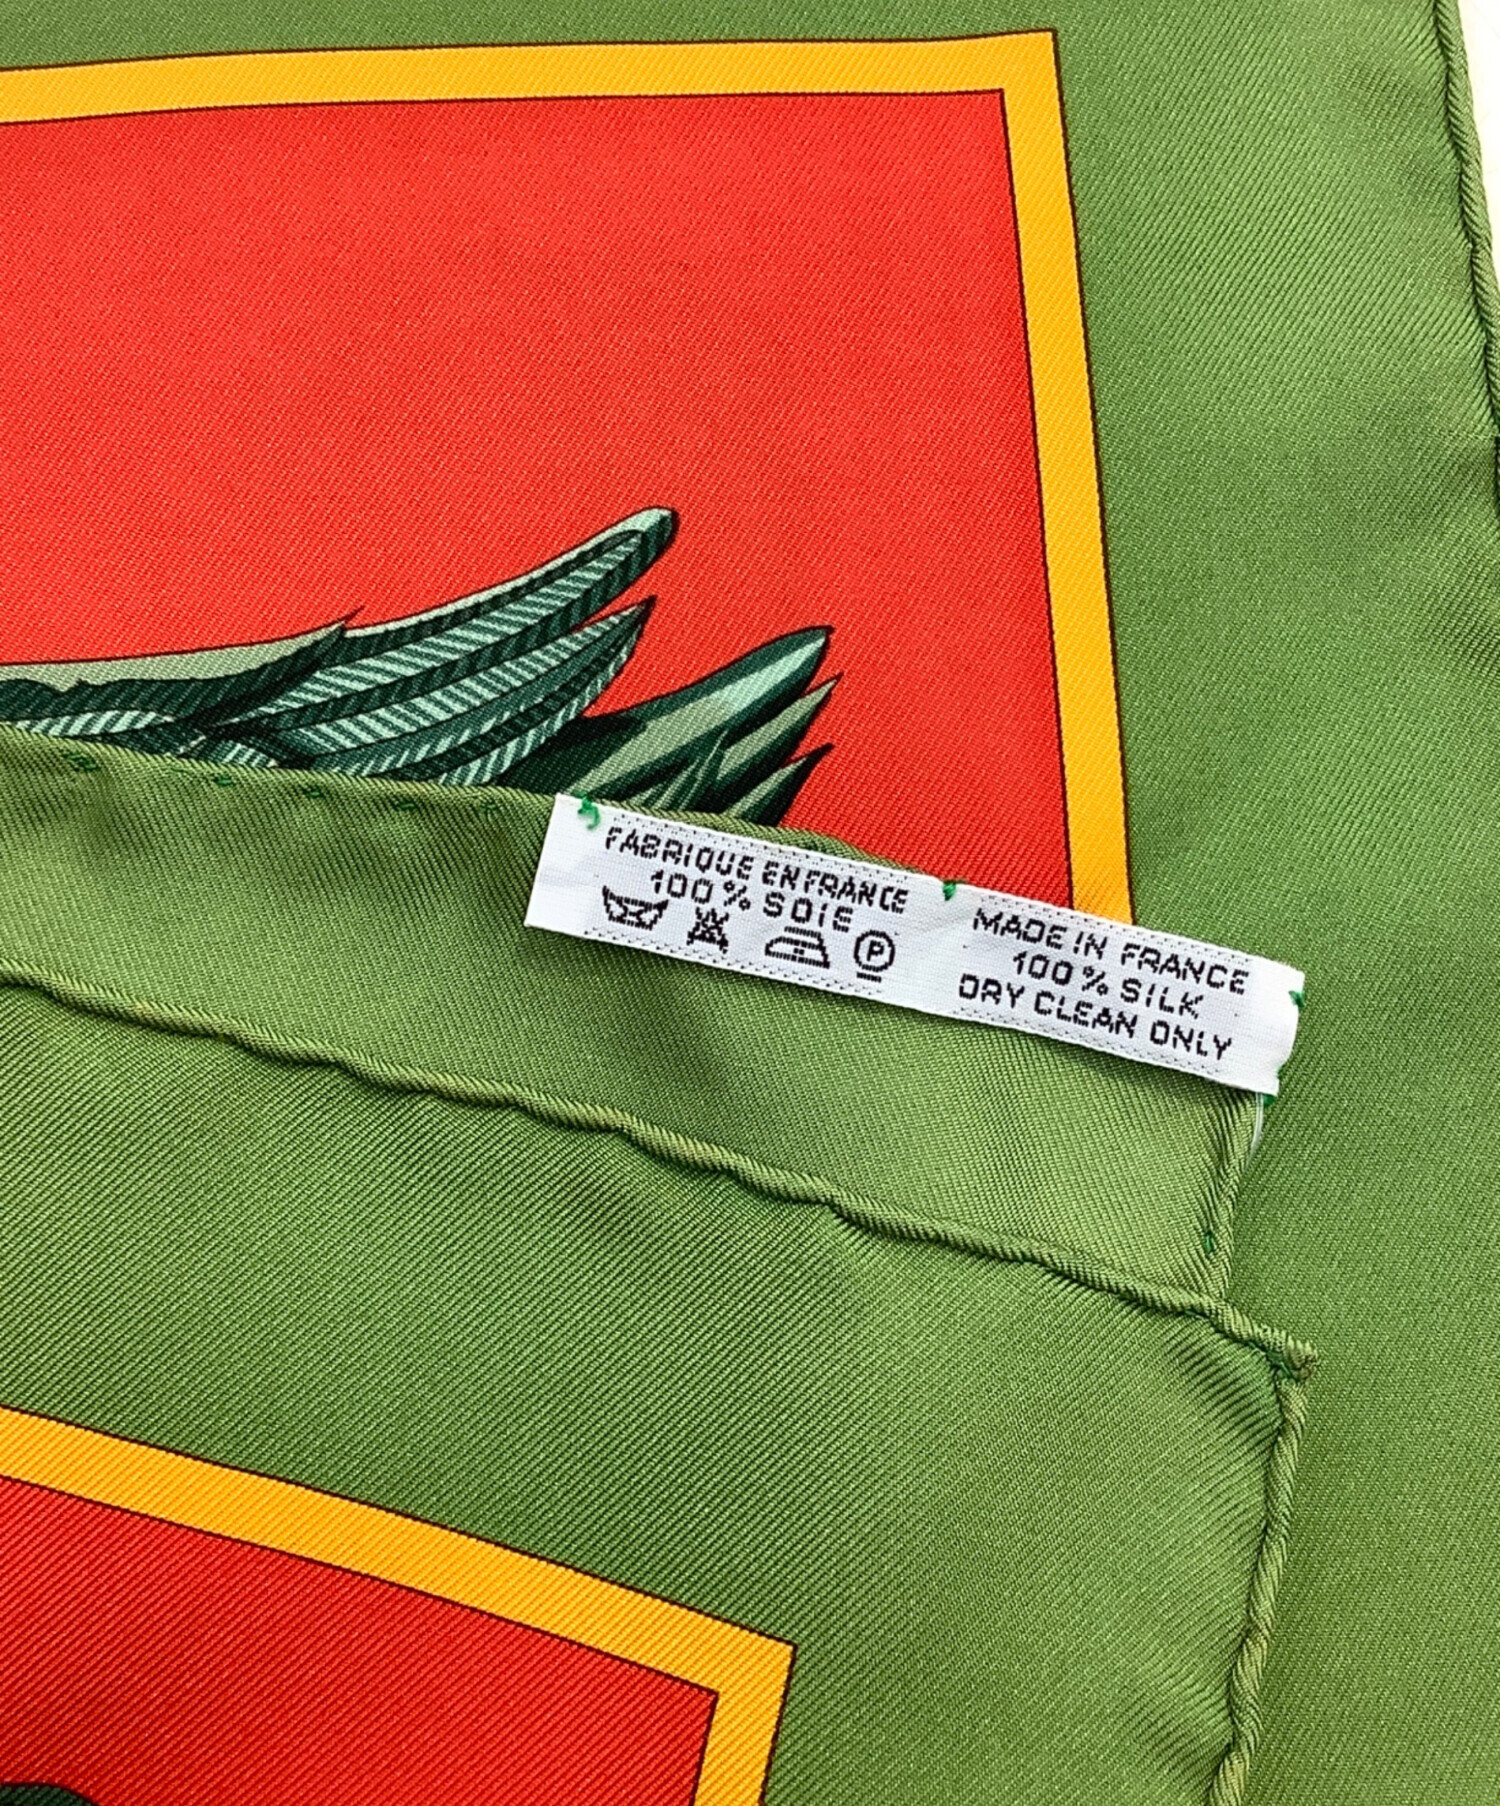 FABRIQUE EN FRANCE
100 % SOIE
P
MADE IN FRANCE
100 % SILK
DRY CLEAN ONLY